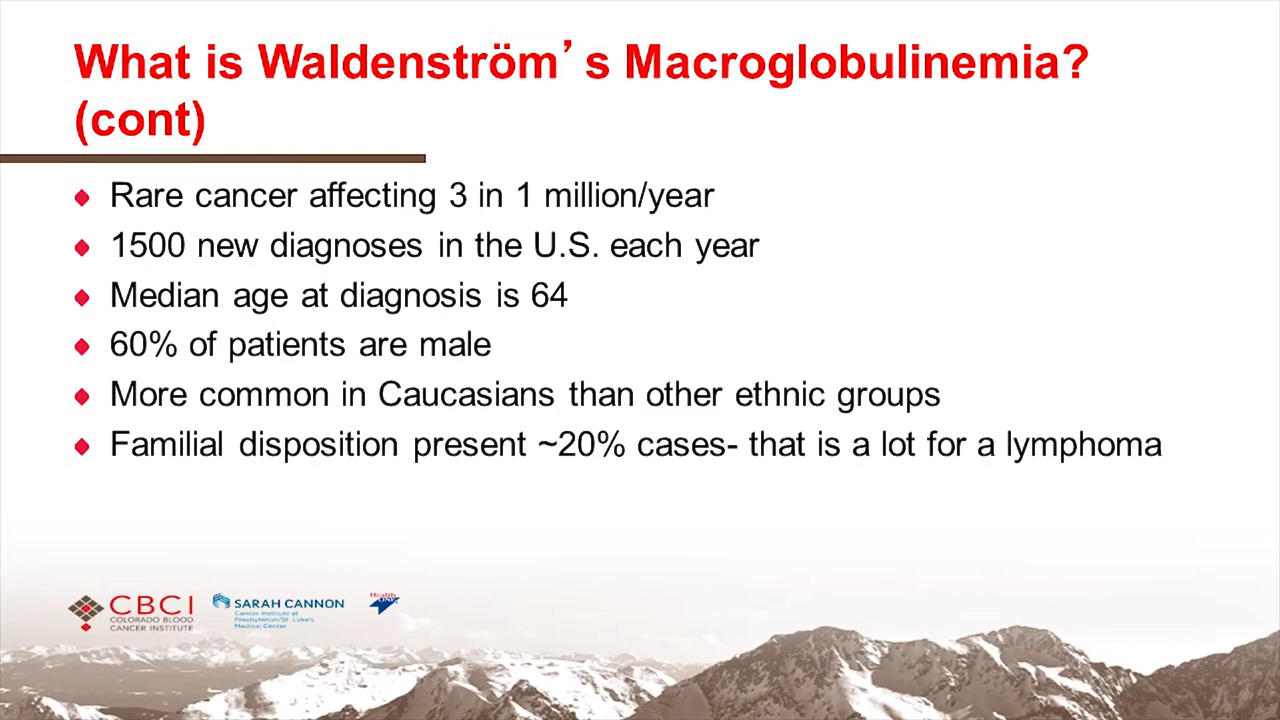 What is Waldenström’s Macroglobulinemia?
(cont)
Rare cancer affecting 3 in 1 million/year
1500 new diagnoses in the U.S. each year
Median age at diagnosis is 64
60% of patients are male
More common in Caucasians than other ethnic groups
Familial disposition present ~20% cases- that is a lot for a lymphoma
CBCI
COLORADO BLOOD
CANCER INSTITUTE
SARAH CANNON
Cancer Institute at
Presbyterian/St. Luke's
Medical Center
Health
ONE